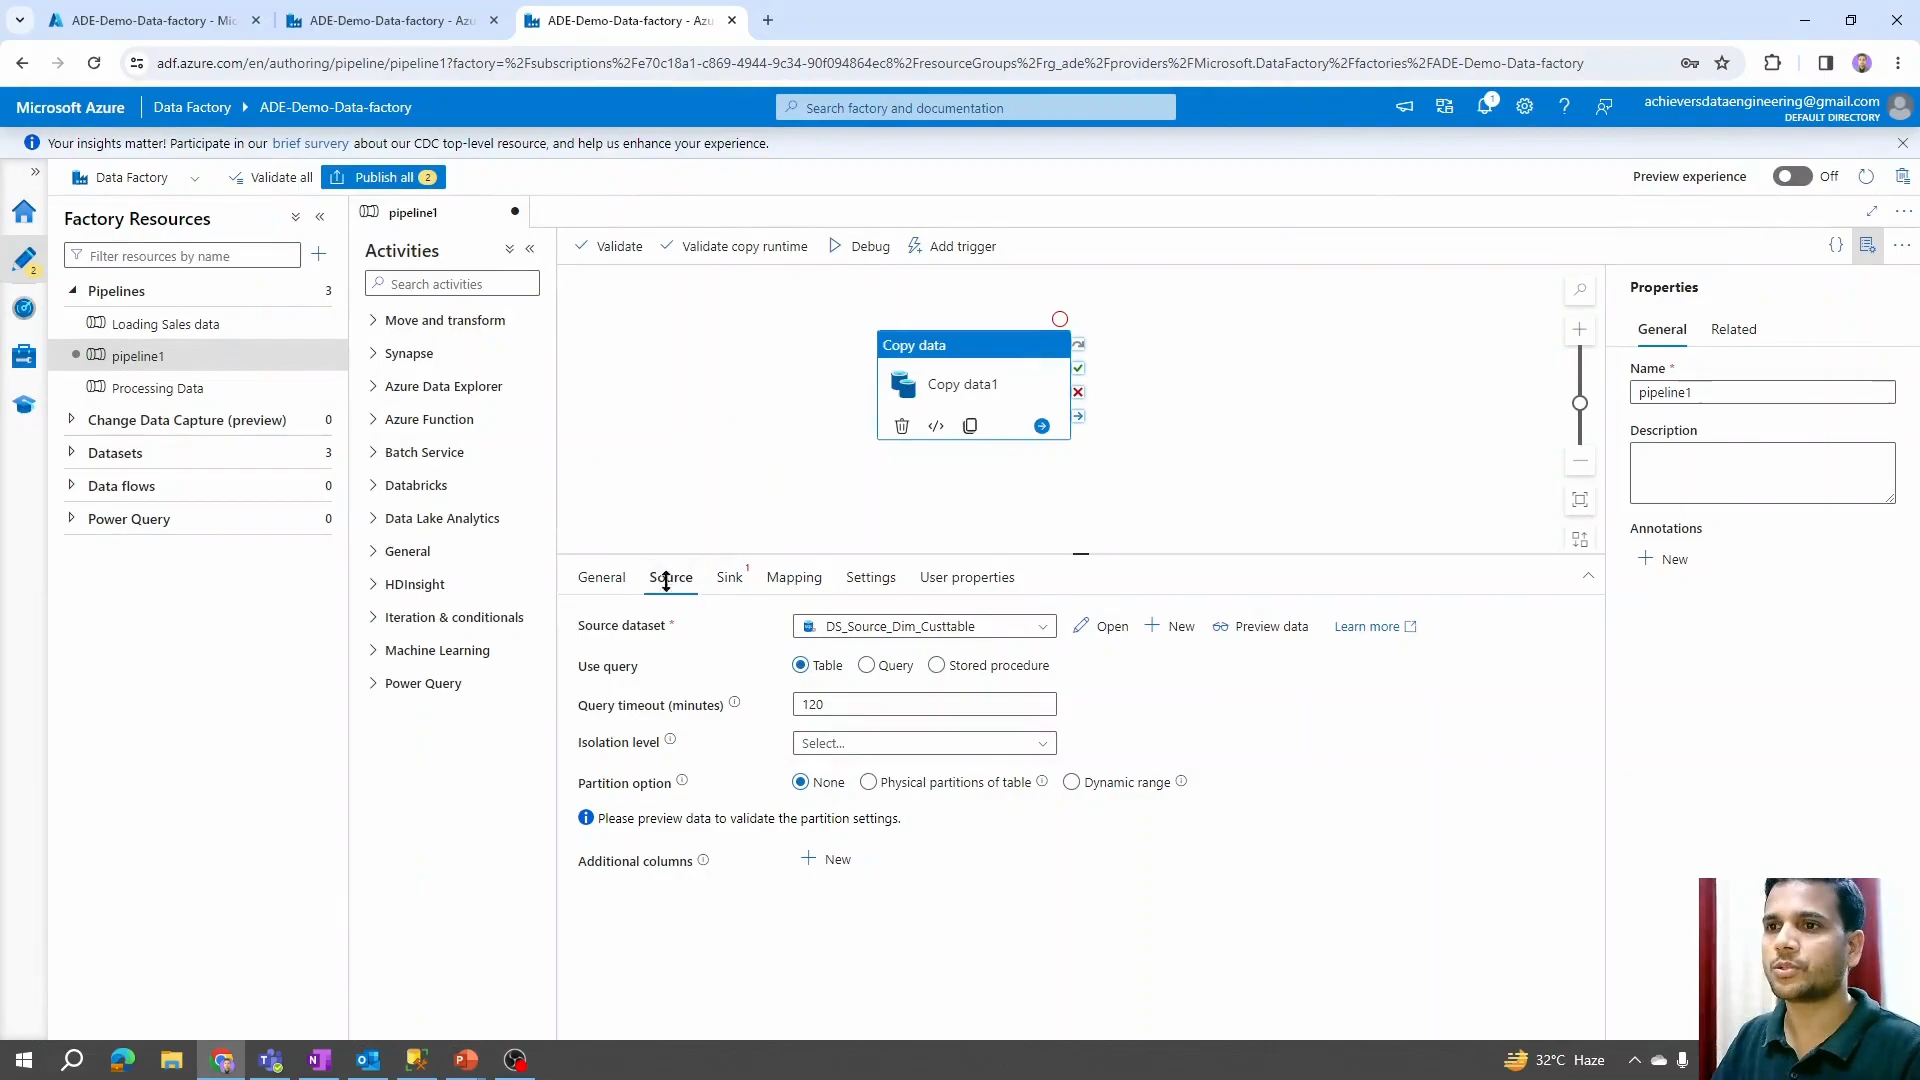 ADE-Demo-Data-factory - Mic
ADE-Demo-Data-factory - Azu
ADE-Demo-Data-factory - Azu
adf.azure.com/en/authoring/pipeline/pipeline1?factory=%2Fsubscriptions%2Fe70c18a1-c869-4944-9c34-90f094864ec8%2FresourceGroups%2Frg_ade%2Fproviders%2FMicrosoft.DataFactory%2Ffactories%2FADE-Demo-Data-factory
Microsoft Azure
Data Factory
ADE-Demo-Data-factory
Search factory and documentation
1
achieversdataengineering@gmail.com
DEFAULT DIRECTORY
Your insights matter! Participate in our brief survery about our CDC top-level resource, and help us enhance your experience.
Data Factory
Validate all
Publish all 2
Preview experience
Off
2
Factory Resources
Filter resources by name
Pipelines 3
Loading Sales data
pipeline1
Processing Data
Change Data Capture (preview) 0
Datasets 3
Data flows 0
Power Query 0
pipeline1
Activities
Search activities
Move and transform
Synapse
Azure Data Explorer
Azure Function
Batch Service
Databricks
Data Lake Analytics
General
HDInsight
Iteration & conditionals
Machine Learning
Power Query
Validate
Validate copy runtime
Debug
Add trigger
Copy data
Copy data1
General
Source
Sink 1
Mapping
Settings
User properties
Source dataset *
DS_Source_Dim_Custtable
Open
New
Preview data
Learn more
Use query
Table
Query
Stored procedure
Query timeout (minutes)
120
Isolation level
Select...
Partition option
None
Physical partitions of table
Dynamic range
Please preview data to validate the partition settings.
Additional columns
New
Properties
General
Related
Name *
pipeline1
Description
Annotations
New
32°C Haze